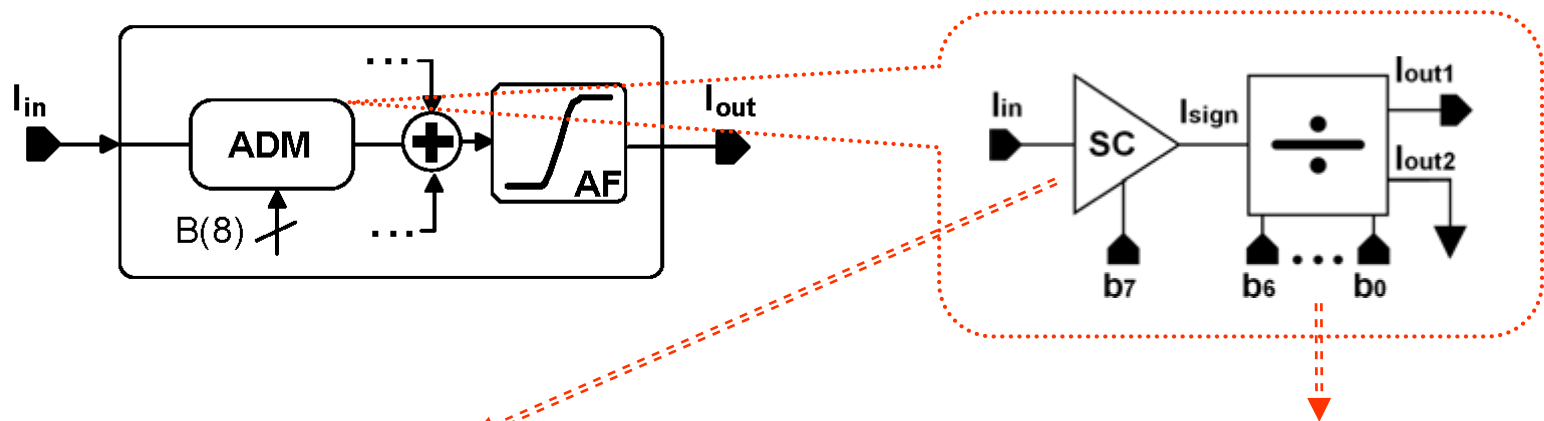 Iin
ADM
B(8)
...
...
+
AF
Iout
Iin
SC
Isign
÷
Iout1
Iout2
b7
b6 ... b0